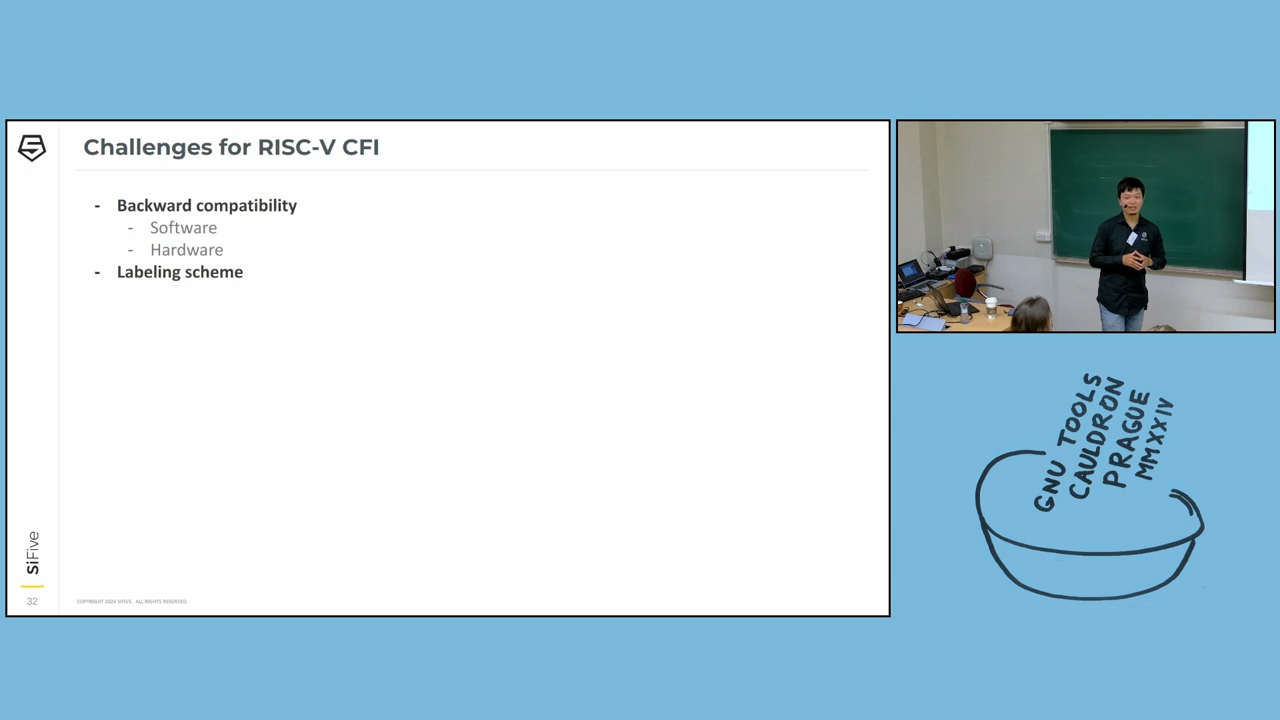 Challenges for RISC-V CFI
- Backward compatibility
- Software
- Hardware
- Labeling scheme
SiFive
32
COPYRIGHT 2024 SIFIVE. ALL RIGHTS RESERVED.
GNU TOOLS
CAULDRON
PRAGUE
MMXXIV